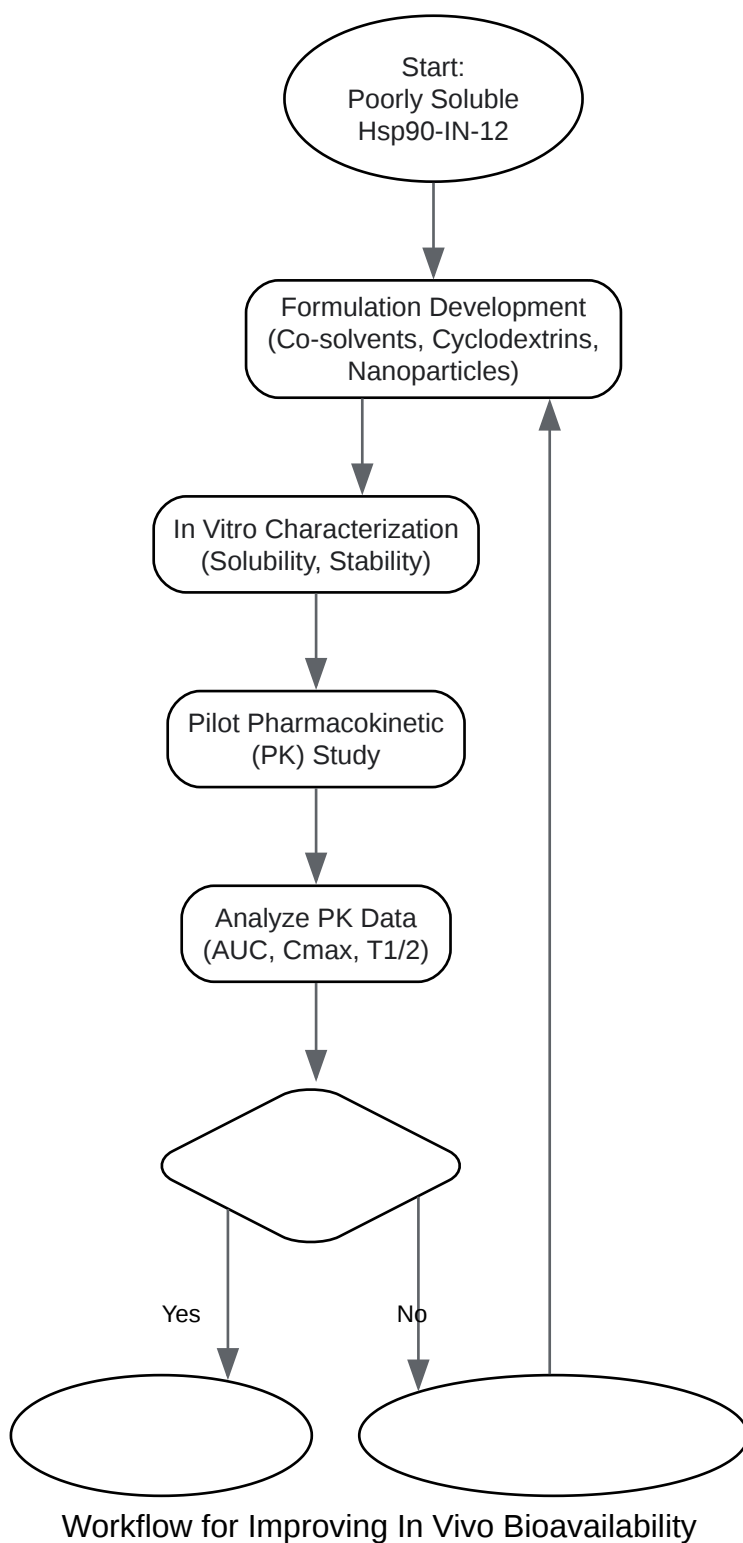 Start:
Poorly Soluble
Hsp90-IN-12
Formulation Development
(Co-solvents, Cyclodextrins,
Nanoparticles)
In Vitro Characterization
(Solubility, Stability)
Pilot Pharmacokinetic
(PK) Study
Analyze PK Data
(AUC, Cmax, T1/2)
Yes
No
Workflow for Improving In Vivo Bioavailability